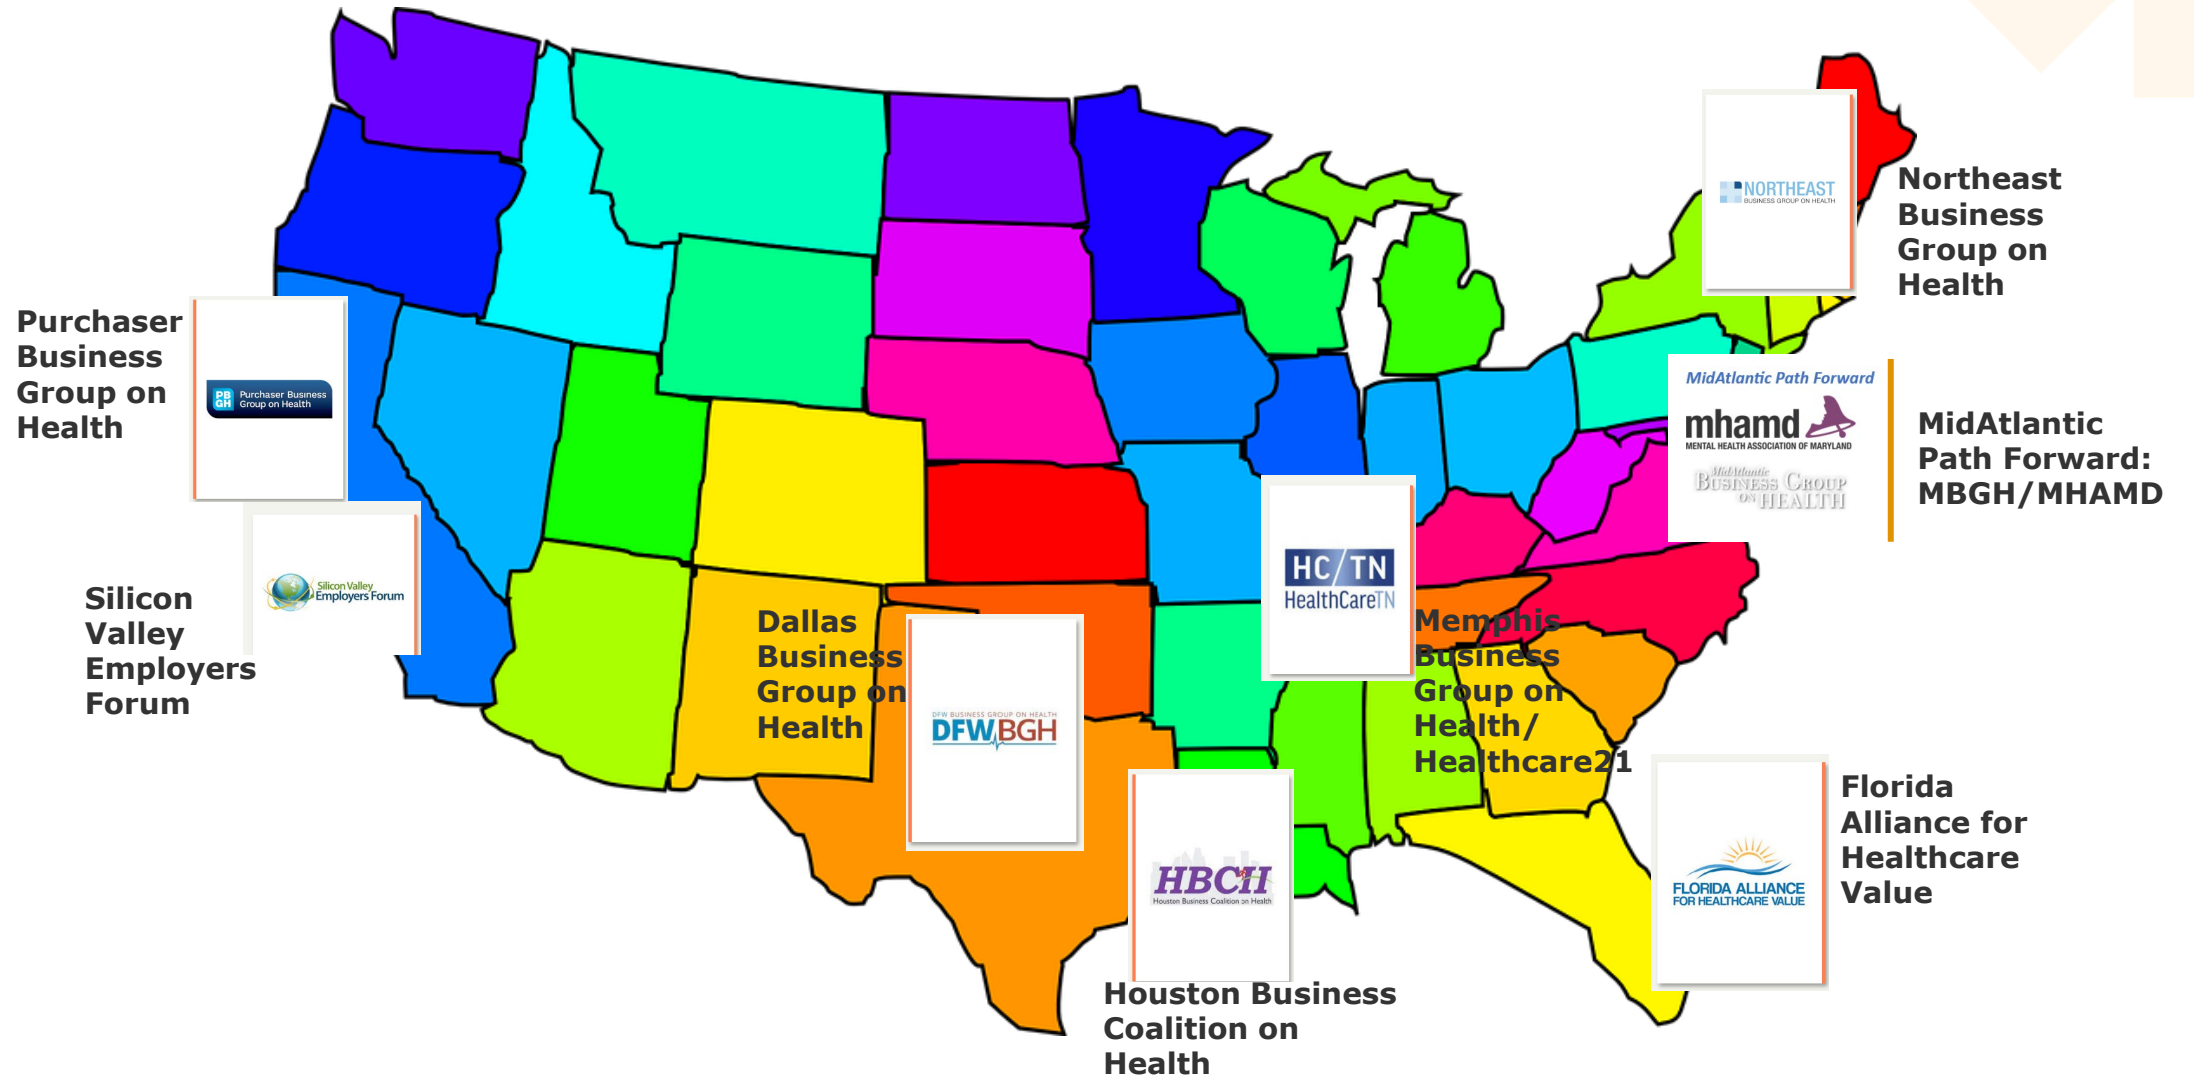 Northeast
Business
Group on
Health
NORTHEAST
BUSINESS GROUP ON HEALTH
Purchaser
Business
Group on
Health
PB
GH
Purchaser Business
Group on Health
MidAtlantic Path Forward
mhamd
MENTAL HEALTH ASSOCIATION OF MARYLAND
MidAtlantic
BUSINESS GROUP
ON HEALTH
MidAtlantic
Path Forward:
MBGH/MHAMD
Silicon Valley
Employers Forum
Silicon
Valley
Employers
Forum
HC/TN
HealthCareTN
Memphis
Business
Group on
Health/
Healthcare21
Dallas
Business
Group on
Health
DFW BUSINESS GROUP ON HEALTH
DFW BGH
HBCH
Houston Business Coalition on Health
Houston Business
Coalition on
Health
FLORIDA ALLIANCE
FOR HEALTHCARE VALUE
Florida
Alliance for
Healthcare
Value